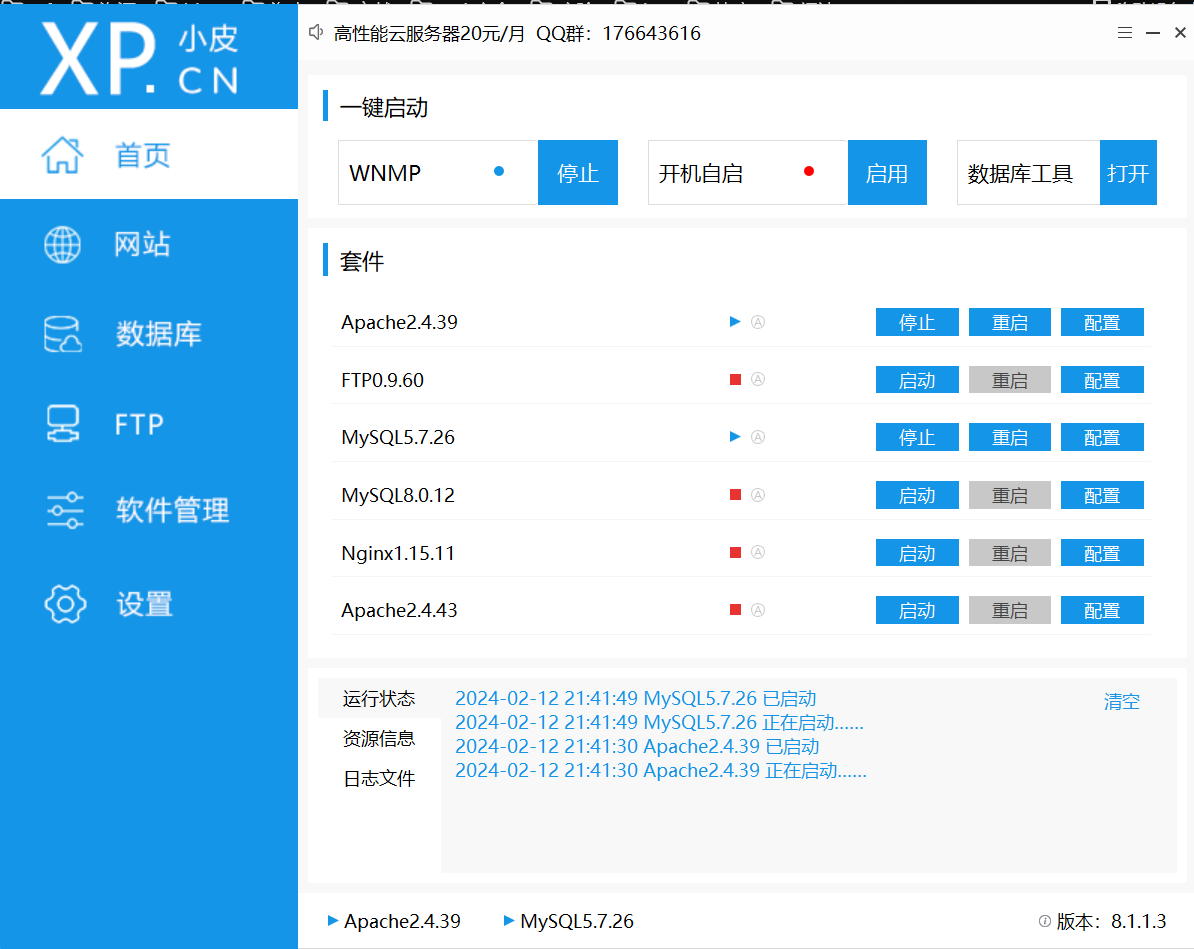 XP.CN 小皮
高性能云服务器20元/月 QQ群：176643616
首页
网站
数据库
FTP
软件管理
设置
一键启动
WNMP 停止 开机自启 启用 数据库工具 打开
套件
Apache2.4.39 停止 重启 配置
FTP0.9.60 启动 重启 配置
MySQL5.7.26 停止 重启 配置
MySQL8.0.12 启动 重启 配置
Nginx1.15.11 启动 重启 配置
Apache2.4.43 启动 重启 配置
运行状态
资源信息
日志文件
2024-02-12 21:41:49 MySQL5.7.26 已启动
2024-02-12 21:41:49 MySQL5.7.26 正在启动......
2024-02-12 21:41:30 Apache2.4.39 已启动
2024-02-12 21:41:30 Apache2.4.39 正在启动......
清空
Apache2.4.39 MySQL5.7.26 版本：8.1.1.3